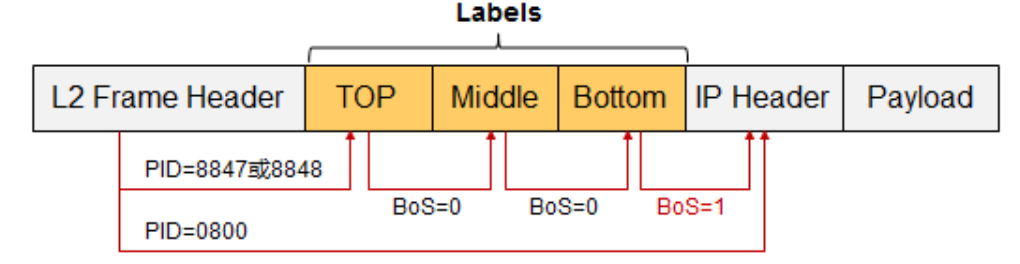 Labels
L2 Frame Header TOP Middle Bottom IP Header Payload
PID=8847或8848
BoS=0 BoS=0 BoS=1
PID=0800